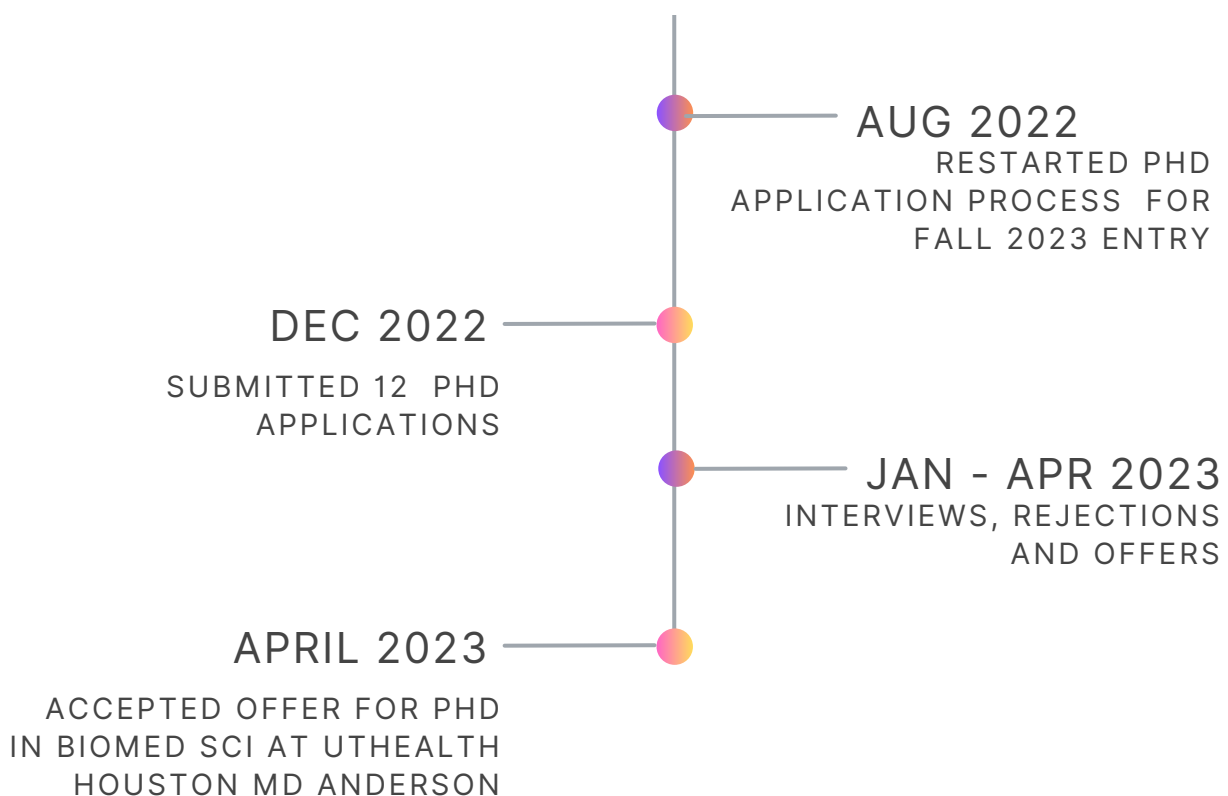 AUG 2022
RESTARTED PHD
APPLICATION PROCESS FOR
FALL 2023 ENTRY
DEC 2022
SUBMITTED 12 PHD
APPLICATIONS
JAN - APR 2023
INTERVIEWS, REJECTIONS
AND OFFERS
APRIL 2023
ACCEPTED OFFER FOR PHD
IN BIOMED SCI AT UTHEALTH
HOUSTON MD ANDERSON